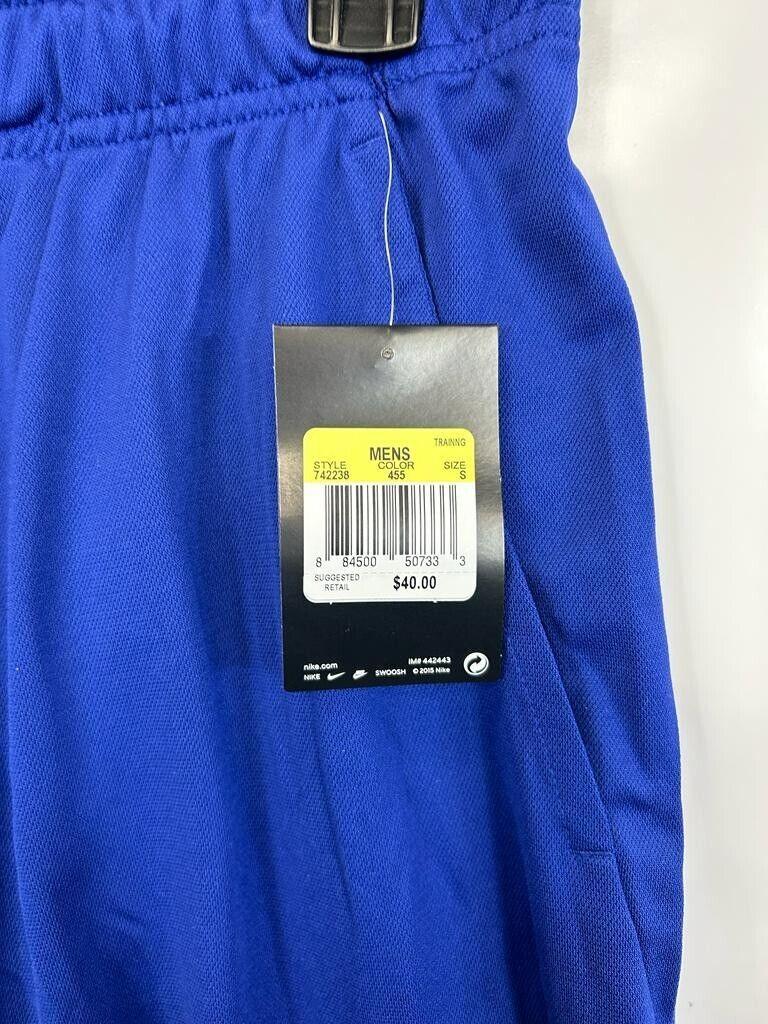 TRAINNG
MENS
STYLE COLOR SIZE
742238 455 S
8 84500 50733 3
SUGGESTED
RETAIL $40.00
nike.com IM# 442443
NIKE SWOOSH © 2015 Nike